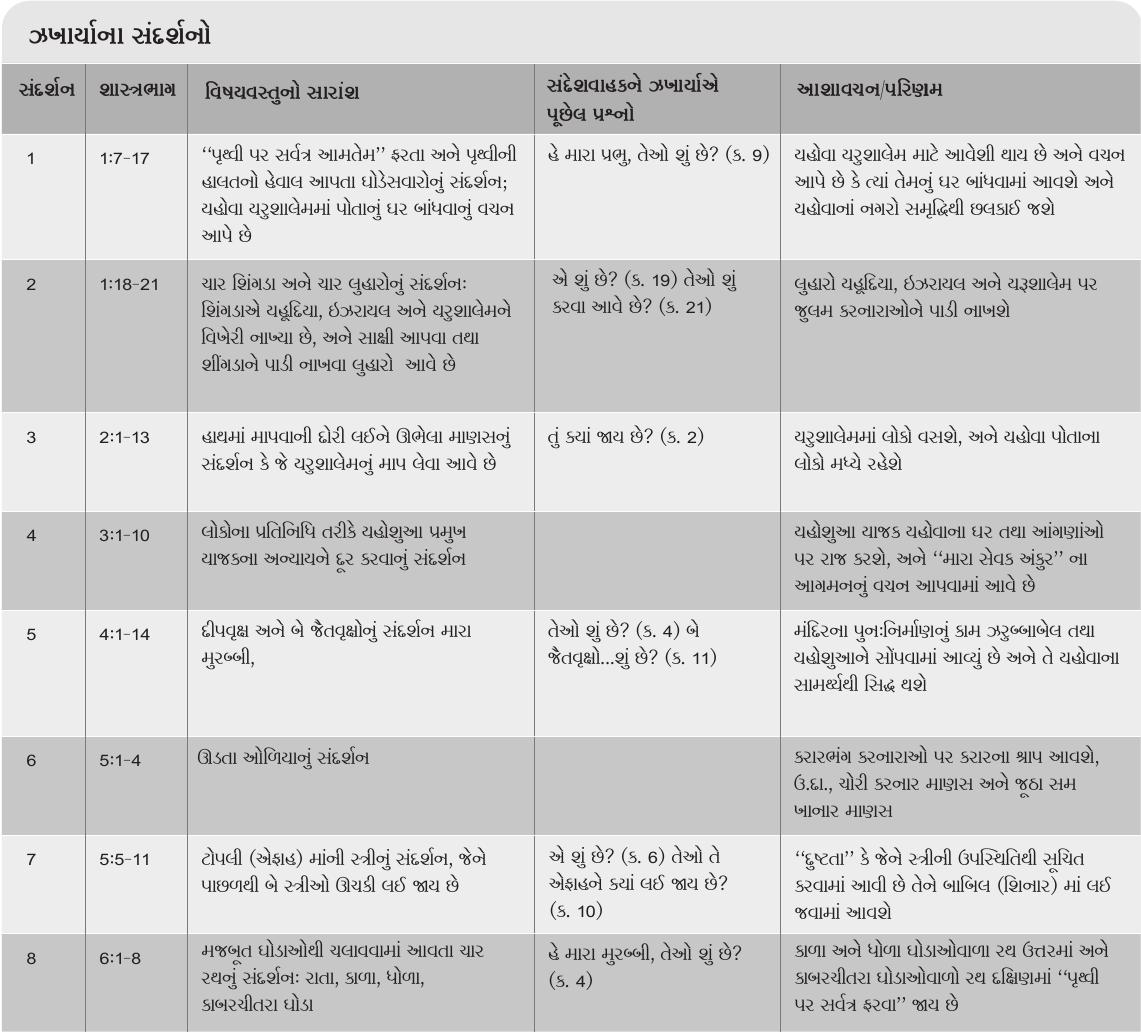 ઝખાર્યાના સંદર્શનો
સંદર્શન
શાસ્ત્રભાગ
વિષયવસ્તુનો સારાંશ
સંદેશવાહકને ઝખાર્યાએ
પૂછેલ પ્રશ્નો
આશાવચન/પરિણામ
1
1:7-17
‘‘પૃથ્વી પર સર્વત્ર આમતેમ’’ ફરતા અને પૃથ્વીની
હાલતનો હેવાલ આપતા ઘોડેસવારોનું સંદર્શન;
યહોવા યરુશાલેમમાં પોતાનું ઘર બાંધવાનું વચન
આપે છે
હે મારા પ્રભુ, તેઓ શું છે? (ક. 9)
યહોવા યરુશાલેમ માટે આવેશી થાય છે અને વચન
આપે છે કે ત્યાં તેમનું ઘર બાંધવામાં આવશે અને
યહોવાનાં નગરો સમૃદ્ધિથી છલકાઈ જશે
2
1:18-21
ચાર શિંગડા અને ચાર લુહારોનું સંદર્શન:
શિંગડાએ યહૂદિયા, ઇઝરાયલ અને યરુશાલેમને
વિખેરી નાખ્યા છે, અને સાક્ષી આપવા તથા
શીંગડાને પાડી નાખવા લુહારો આવે છે
એ શું છે? (ક. 19) તેઓ શું
કરવા આવે છે? (ક. 21)
લુહારો યહૂદિયા, ઇઝરાયલ અને યરૂશાલેમ પર
જુલમ કરનારાઓને પાડી નાખશે
3
2:1-13
હાથમાં માપવાની દોરી લઈને ઊભેલા માણસનું
સંદર્શન કે જે યરુશાલેમનું માપ લેવા આવે છે
તું ક્યાં જાય છે? (ક. 2)
યરુશાલેમમાં લોકો વસશે, અને યહોવા પોતાના
લોકો મધ્યે રહેશે
4
3:1-10
લોકોના પ્રતિનિધિ તરીકે યહોશુઆ પ્રમુખ
યાજકના અન્યાયને દૂર કરવાનું સંદર્શન
યહોશુઆ યાજક યહોવાના ઘર તથા આંગણાંઓ
પર રાજ કરશે, અને ‘‘મારા સેવક અંકુર’’ ના
આગમનનું વચન આપવામાં આવે છે
5
4:1-14
દીપવૃક્ષ અને બે જૈતવૃક્ષોનું સંદર્શન મારા
મુરબ્બી,
તેઓ શું છે? (ક. 4) બે
જૈતવૃક્ષો...શું છે? (ક. 11)
મંદિરના પુન:નિર્માણનું કામ ઝરુબ્બાબેલ તથા
યહોશુઆને સોંપવામાં આવ્યું છે અને તે યહોવાના
સામર્થ્યથી સિદ્ધ થશે
6
5:1-4
ઊડતા ઓળિયાનું સંદર્શન
કરારભંગ કરનારાઓ પર કરારના શ્રાપ આવશે,
ઉ.દા., ચોરી કરનાર માણસ અને જૂઠા સમ
ખાનાર માણસ
7
5:5-11
ટોપલી (એફાહ) માંની સ્ત્રીનું સંદર્શન, જેને
પાછળથી બે સ્ત્રીઓ ઊચકી લઈ જાય છે
એ શું છે? (ક. 6) તેઓ તે
એફાહને ક્યાં લઈ જાય છે?
(ક. 10)
‘‘દુષ્ટતા’’ કે જેને સ્ત્રીની ઉપસ્થિતિથી સૂચિત
કરવામાં આવી છે તેને બાબિલ (શિનાર) માં લઈ
જવામાં આવશે
8
6:1-8
મજબૂત ઘોડાઓથી ચલાવવામાં આવતા ચાર
રથનું સંદર્શન: રાતા, કાળા, ધોળા,
કાબરચીતરા ઘોડા
હે મારા મુરબ્બી, તેઓ શું છે?
(ક. 4)
કાળા અને ધોળા ઘોડાઓવાળા રથ ઉત્તરમાં અને
કાબરચીતરા ઘોડાઓવાળો રથ દક્ષિણમાં ‘‘પૃથ્વી
પર સર્વત્ર ફરવા’’ જાય છે